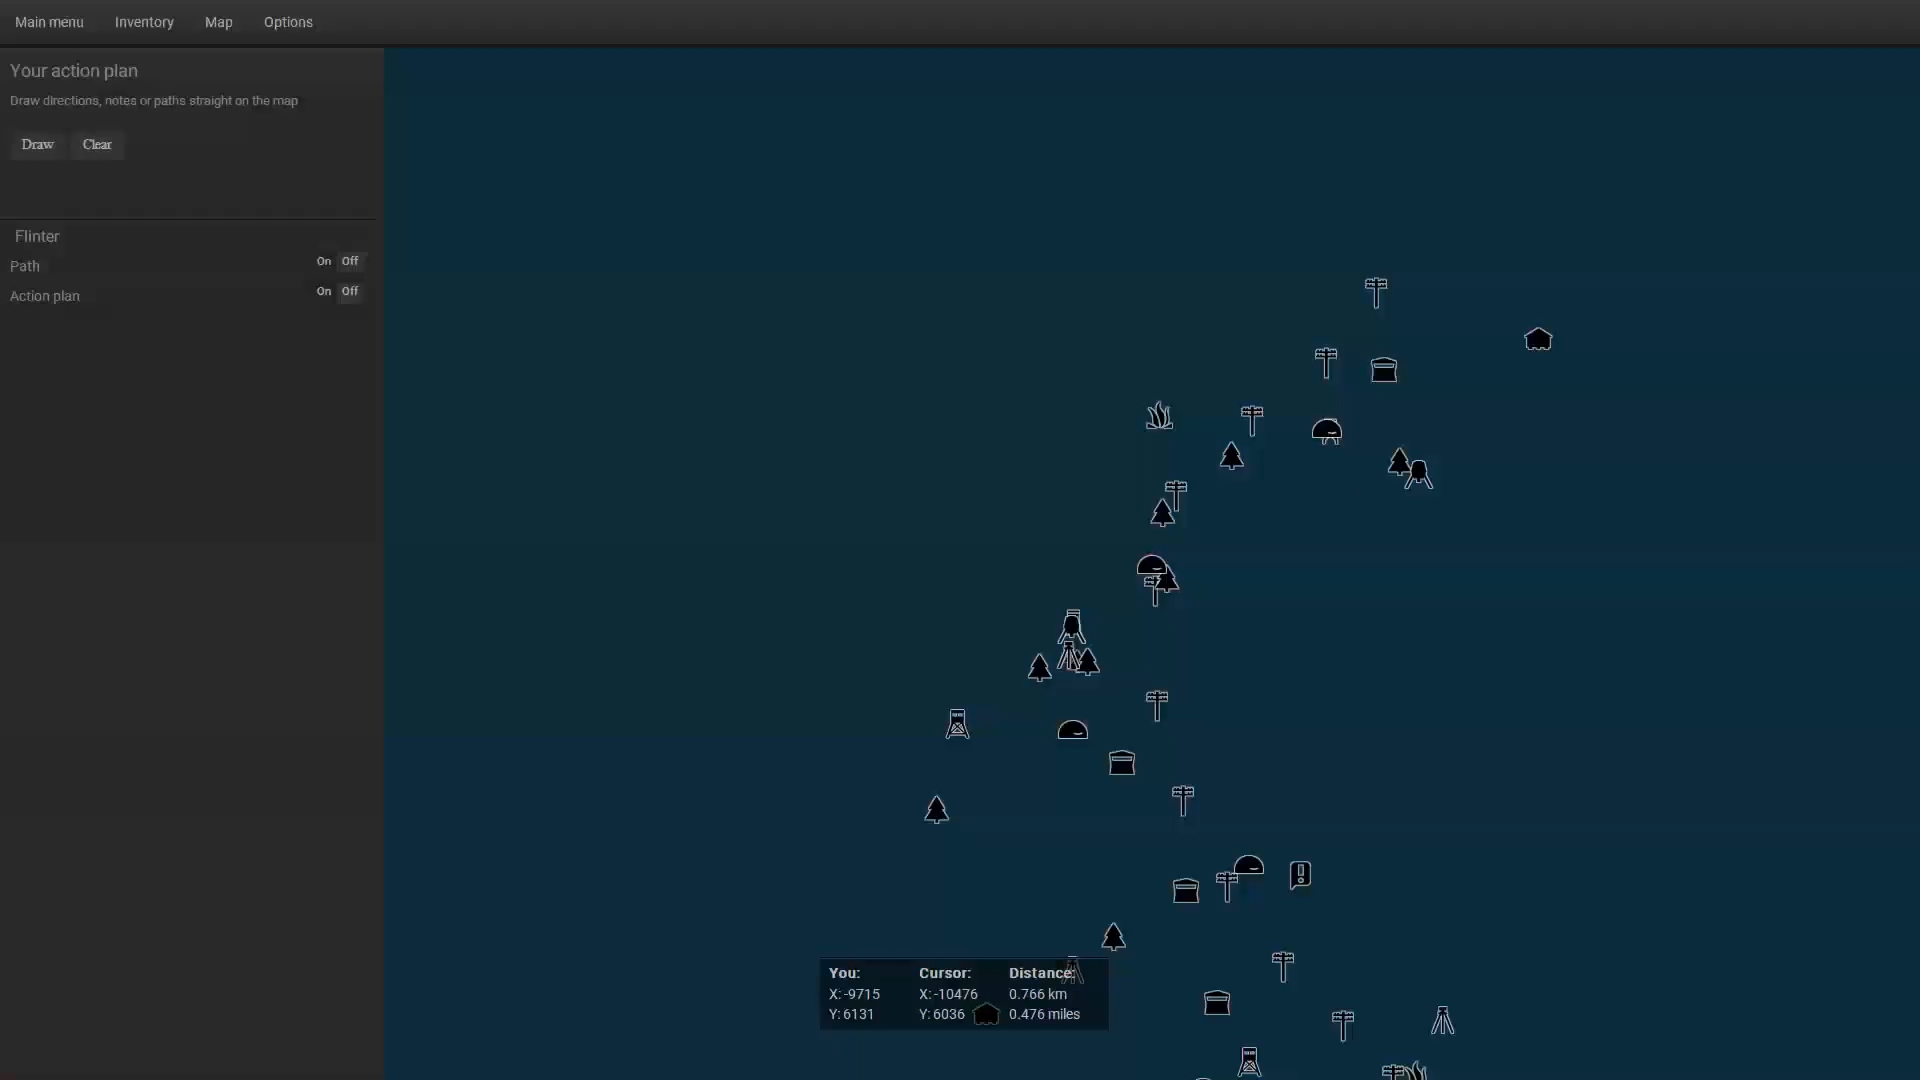 Main menu Inventory Map Options
Your action plan
Draw directions, notes or paths straight on the map
Draw Clear
Flinter
Path On Off
Action plan On Off
You: Cursor: Distance:
X: -9715 X: -10476 0.766 km
Y: 6131 Y: 6036 0.476 miles